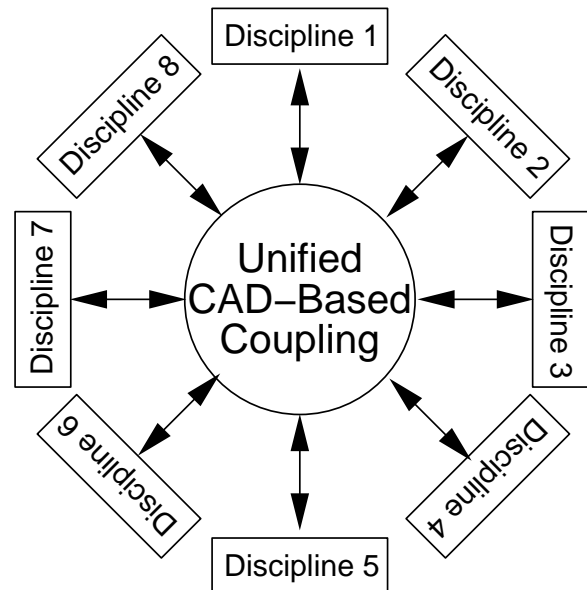 Discipline 1
Discipline 2
Discipline 3
Discipline 4
Discipline 5
Discipline 6
Discipline 7
Discipline 8
Unified
CAD−Based
Coupling